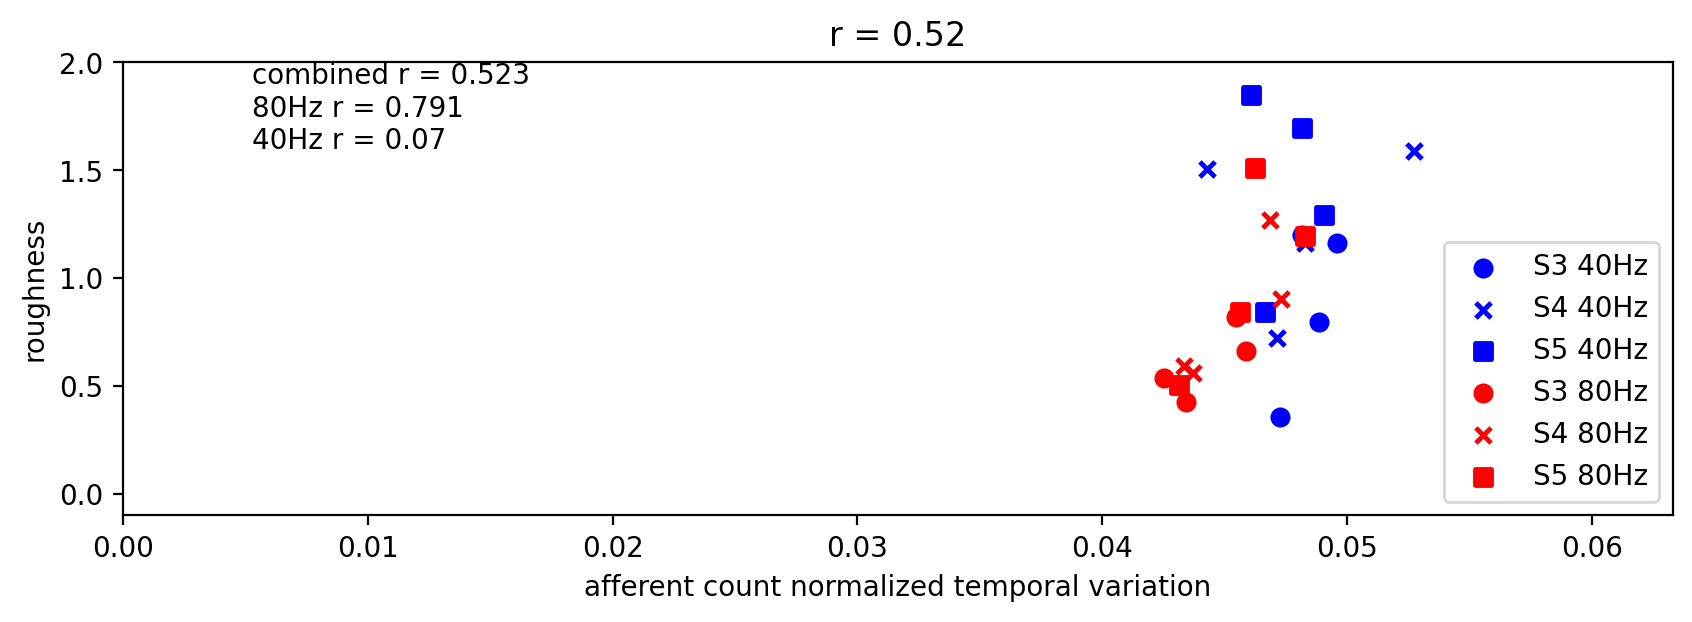 r = 0.52
combined r = 0.523
80Hz r = 0.791
40Hz r = 0.07
2.0
1.5
1.0
0.5
0.0
roughness
S3 40Hz
S4 40Hz
S5 40Hz
S3 80Hz
S4 80Hz
S5 80Hz
0.00 0.01 0.02 0.03 0.04 0.05 0.06
afferent count normalized temporal variation